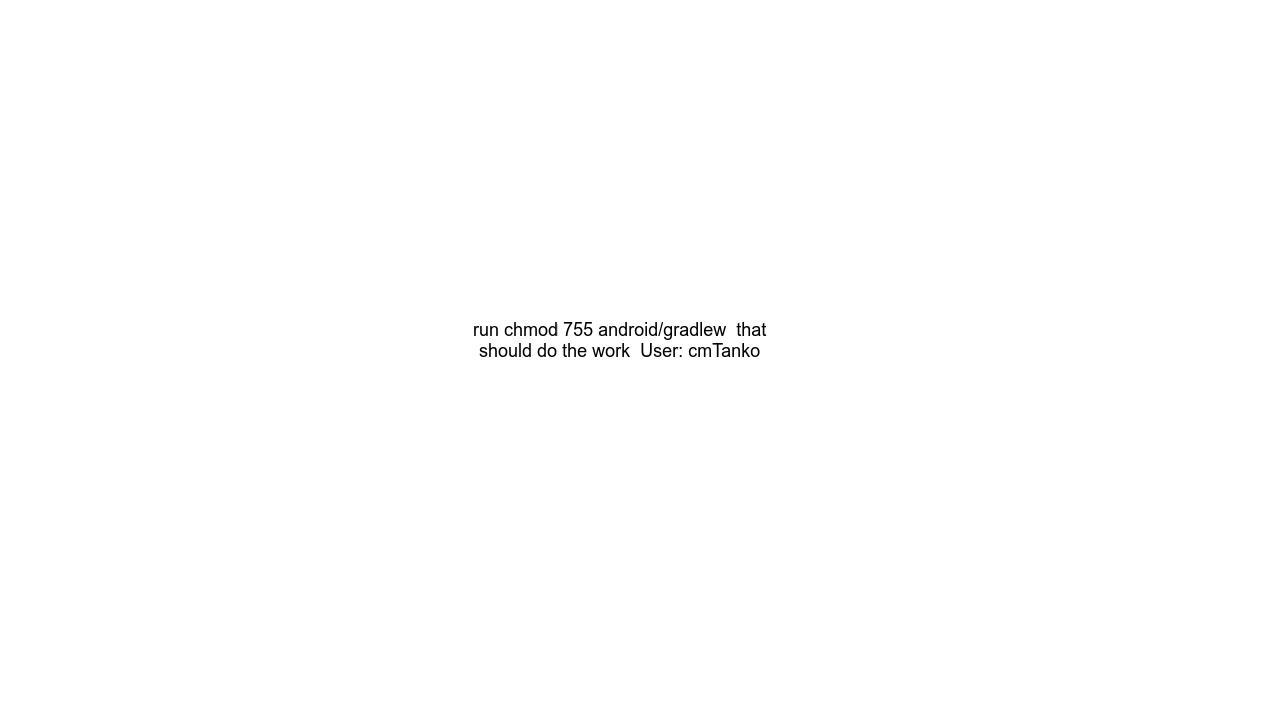 run chmod 755 android/gradlew  that
should do the work  User: cmTanko